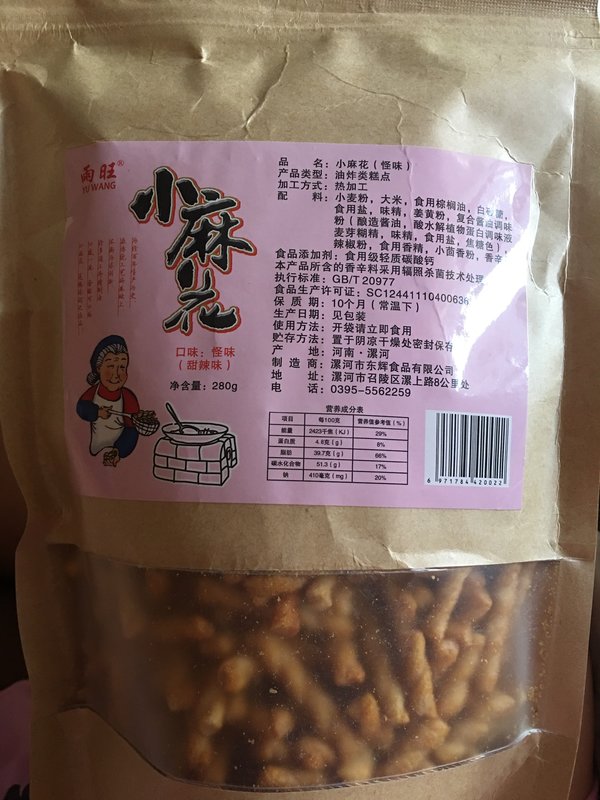 雨旺®
YU WANG
小麻花
口味：怪味
（甜辣味）
净含量：280g
品 名：小麻花（怪味）
产品类型：油炸类糕点
加工方式：热加工
配 料：小麦粉，大米，食用棕榈油，白砂糖，
食用盐，味精，姜黄粉，复合酱油调味
粉（酿造酱油，酸水解植物蛋白调味液
麦芽糊精，味精，食用盐，焦糖色）
辣椒粉，食用香精，小茴香粉，香辛
食品添加剂：食用级轻质碳酸钙
本产品所含的香辛料采用辐照杀菌技术处理
执行标准：GB/T 20977
食品生产许可证：SC1244111040063
保 质 期：10个月（常温下）
生产日期：见包装
使用方法：开袋请立即食用
贮存方法：置于阴凉干燥处密封保存
产 地：河南·漯河
制 造 商：漯河市东辉食品有限公司
地 址：漯河市召陵区漯上路8公里处
电 话：0395-5562259
营养成分表
项目 每100克 营养值参考值（%）
能量 2423千焦（KJ） 29%
蛋白质 4.8克（g） 8%
脂肪 39.7克（g） 66%
碳水化合物 51.3（g） 17%
钠 410毫克（mg） 20%
6 971784 420022